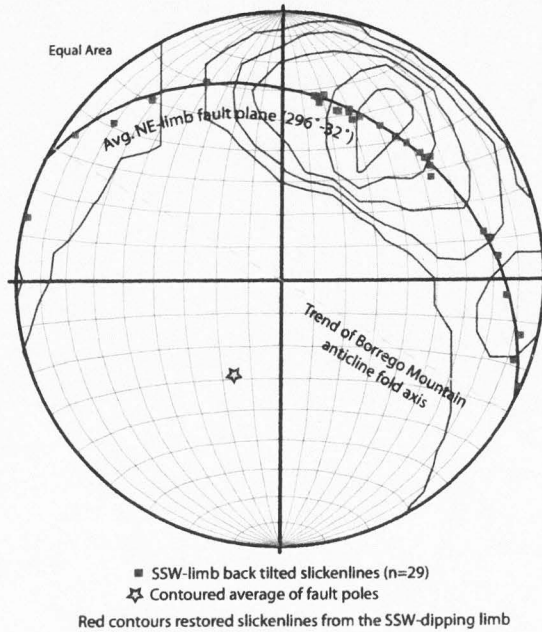 Equal Area
Avg. NE-limb fault plane (296°-32°)
Trend of Borrego Mountain
anticline fold axis
SSW-limb back tilted slickenlines (n=29)
Contoured average of fault poles
Red contours restored slickenlines from the SSW-dipping limb